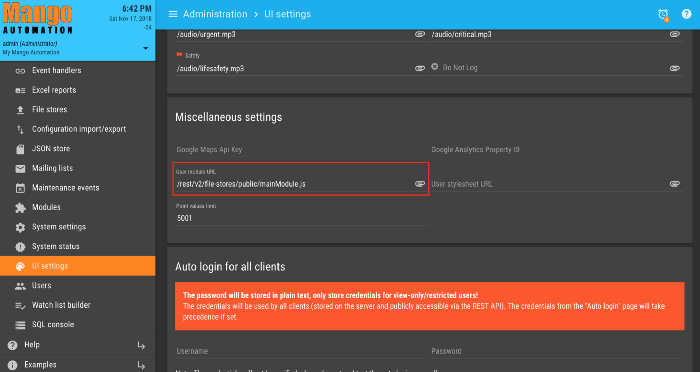 Mango
AUTOMATION
6:42 PM
Sat Nov 17, 2018
-04
admin (Administrator)
My Mango Automation
Event handlers
Excel reports
File stores
Configuration import/export
JSON store
Mailing lists
Maintenance events
Modules
System settings
System status
UI settings
Users
Watch list builder
SQL console
Help
Examples
Administration > UI settings
/audio/urgent.mp3
/audio/critical.mp3
Safety
/audio/lifesafety.mp3
Do Not Log
Miscellaneous settings
Google Maps Api Key
Google Analytics Property ID
User module URL
/rest/v2/file-stores/public/mainModule.js
User stylesheet URL
Point values limit
5001
Auto login for all clients
The password will be stored in plain text, only store credentials for view-only/restricted users!
The credentials will be used by all clients (stored on the server and publicly accessible via the REST API). The credentials from the "Auto login" page will take
precedence if set.
Username
Password